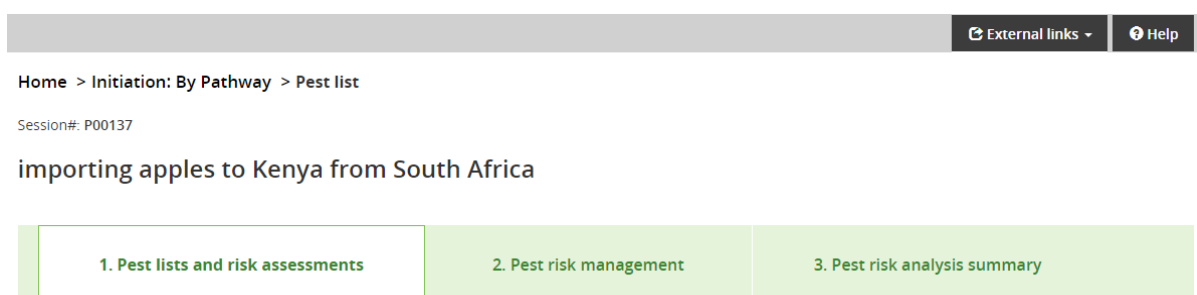 External links Help
Home > Initiation: By Pathway > Pest list
Session#: P00137
importing apples to Kenya from South Africa
1. Pest lists and risk assessments 2. Pest risk management 3. Pest risk analysis summary